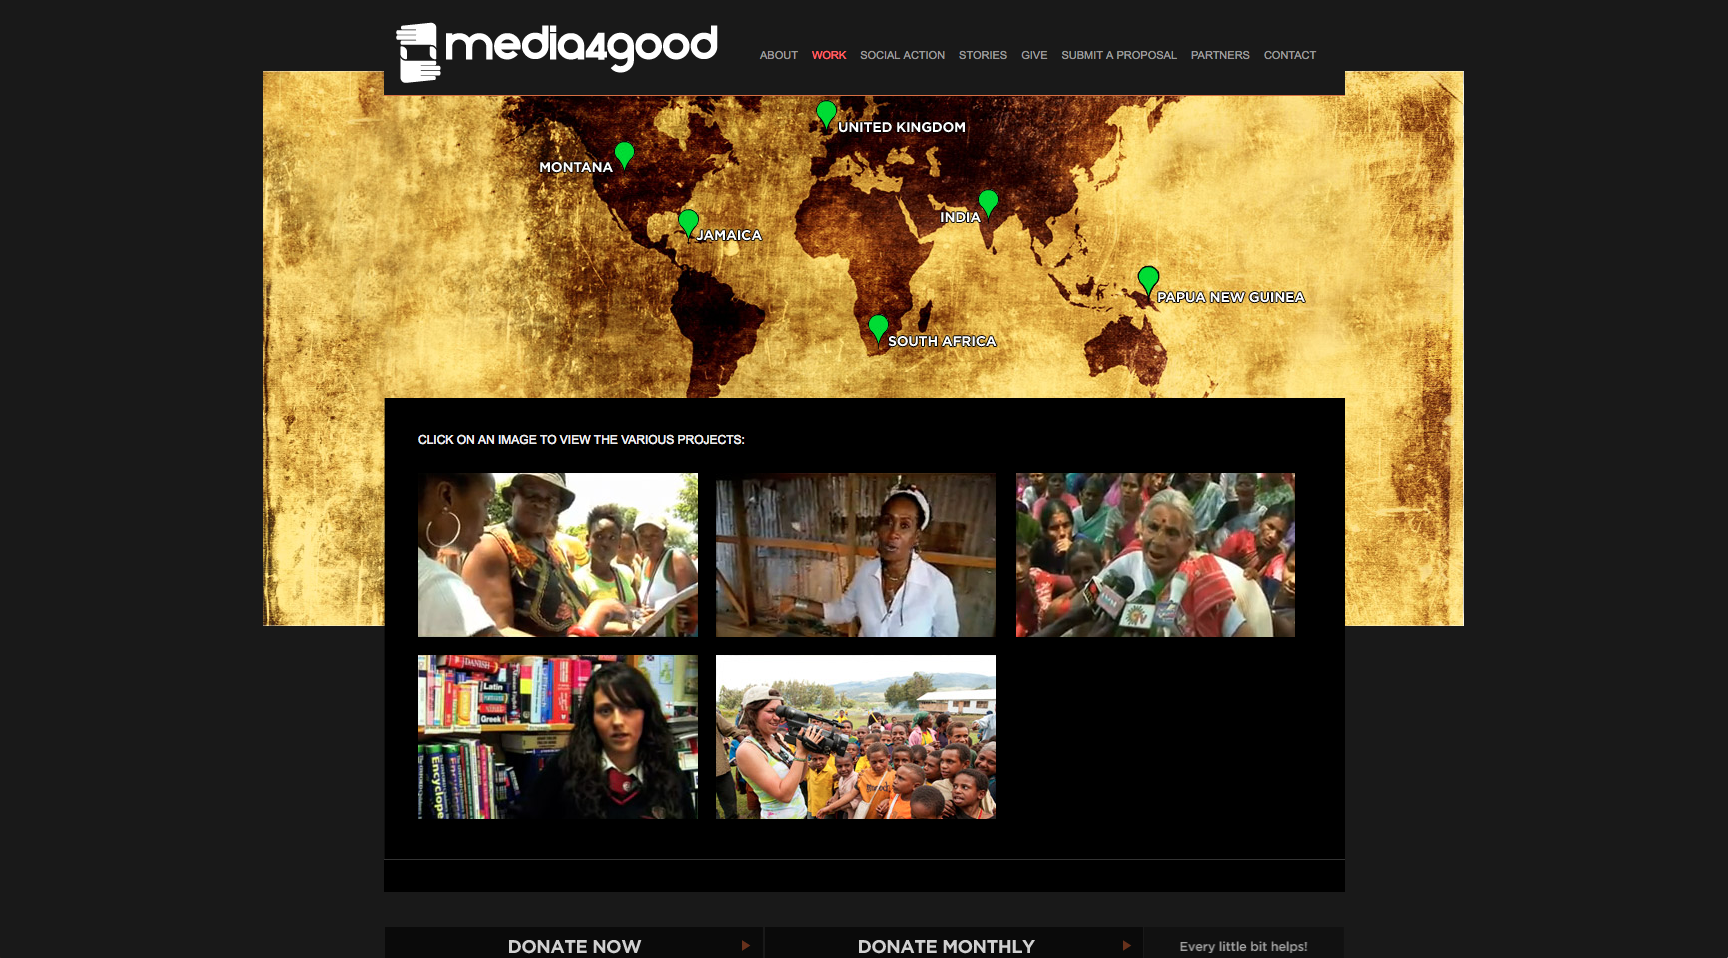 media4good
ABOUT WORK SOCIAL ACTION STORIES GIVE SUBMIT A PROPOSAL PARTNERS CONTACT
UNITED KINGDOM
MONTANA
INDIA
JAMAICA
PAPUA NEW GUINEA
SOUTH AFRICA
CLICK ON AN IMAGE TO VIEW THE VARIOUS PROJECTS:
DANISH
Latin
Greek
DONATE NOW
DONATE MONTHLY
Every little bit helps!